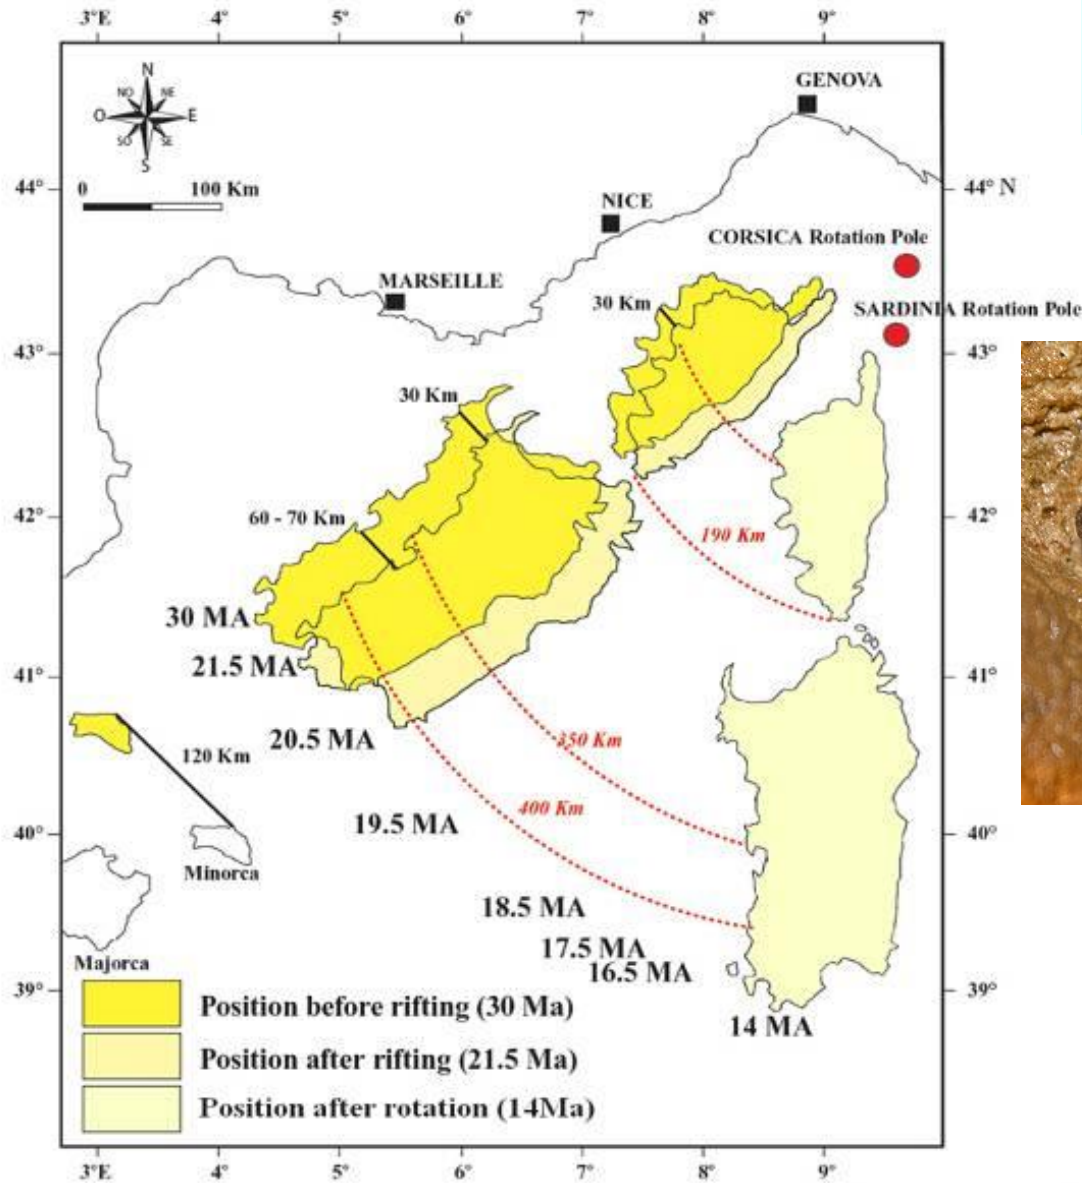 3°E 4° 5° 6° 7° 8° 9°
GENOVA
N
NO NE
O E
SO SE
S
0 100 Km
44° 44° N
NICE
CORSICA Rotation Pole
MARSEILLE
30 Km
SARDINIA Rotation Pole
43° 43°
30 Km
42° 42°
60 - 70 Km
190 Km
30 MA
21.5 MA
41° 41°
20.5 MA
350 Km
120 Km
400 Km
19.5 MA
40° 40°
Minorca
18.5 MA
17.5 MA
Majorca
16.5 MA
39° 39°
14 MA
Position before rifting (30 Ma)
Position after rifting (21.5 Ma)
Position after rotation (14Ma)
3°E 4° 5° 6° 7° 8° 9°